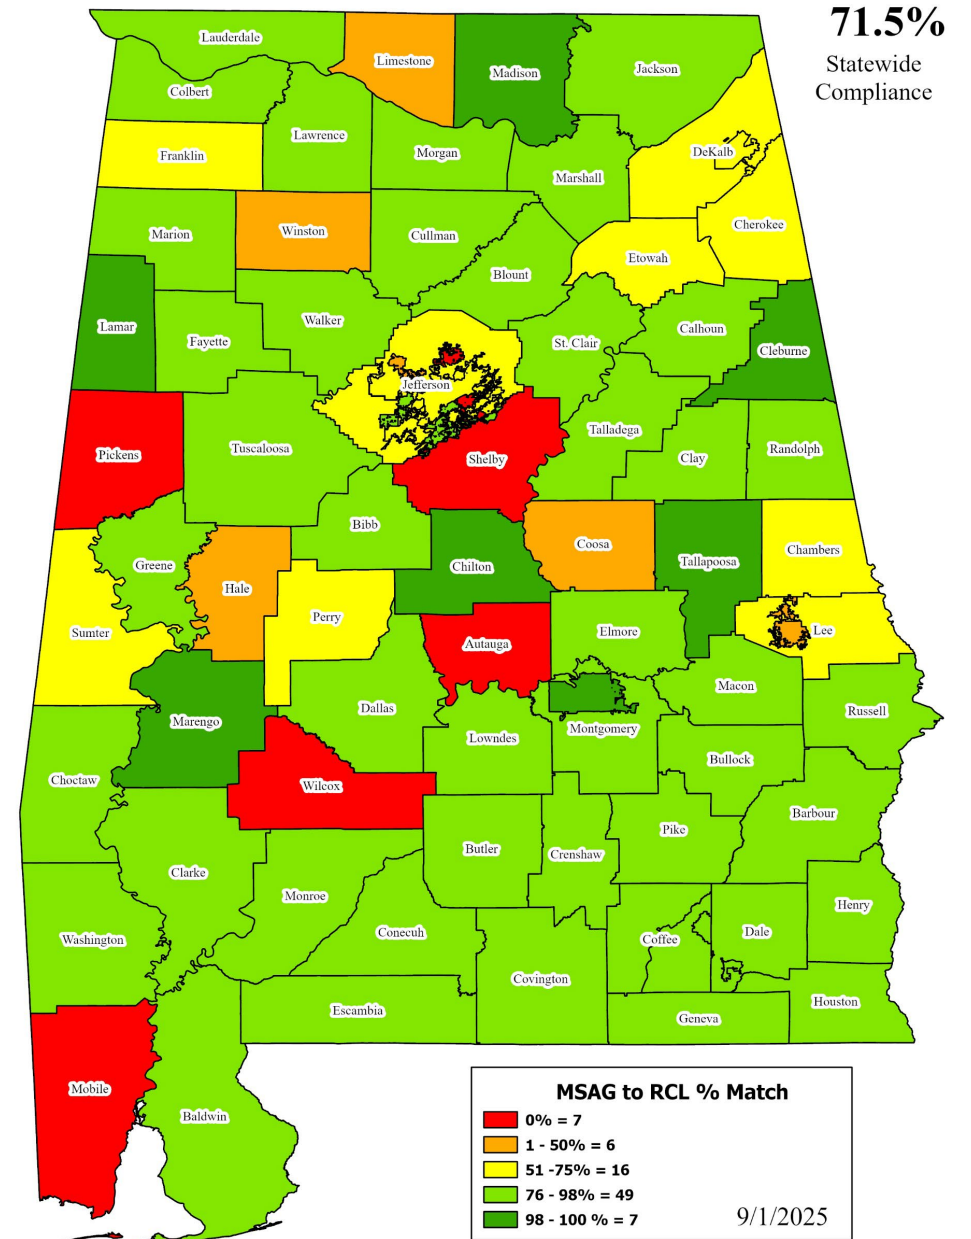 71.5%
Statewide
Compliance
Lauderdale
Limestone
Madison
Jackson
Colbert
Lawrence
Franklin
Morgan
DeKalb
Marshall
Cherokee
Marion
Winston
Cullman
Etowah
Blount
Lamar
Walker
Calhoun
Fayette
St. Clair
Cleburne
Jefferson
Talladega
Pickens
Tuscaloosa
Shelby
Clay
Randolph
Bibb
Coosa
Chambers
Greene
Chilton
Tallapoosa
Hale
Perry
Sumter
Autauga
Elmore
Lee
Macon
Dallas
Russell
Marengo
Montgomery
Lowndes
Bullock
Choctaw
Wilcox
Barbour
Pike
Butler
Crenshaw
Clarke
Monroe
Henry
Conecuh
Coffee
Dale
Washington
Covington
Houston
Escambia
Geneva
Mobile
Baldwin
MSAG to RCL % Match
0% = 7
1 - 50% = 6
51 -75% = 16
76 - 98% = 49
98 - 100 % = 7
9/1/2025